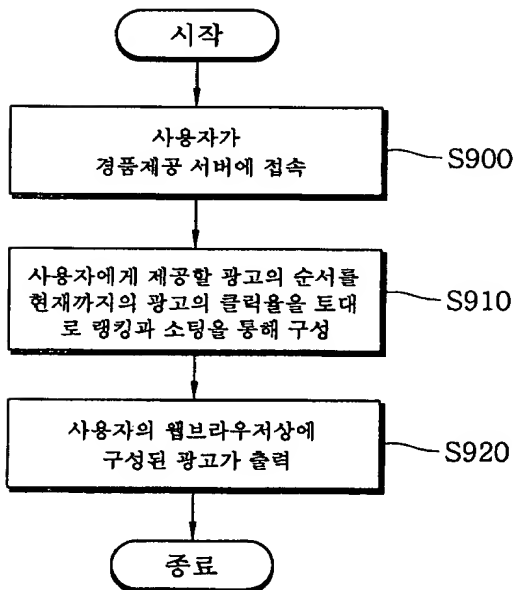 시작
사용자가
경품제공 서버에 접속
S900
사용자에게 제공할 광고의 순서를
현재까지의 광고의 클릭율을 토대
로 랭킹과 소팅을 통해 구성
S910
사용자의 웹브라우저상에
구성된 광고가 출력
S920
종료